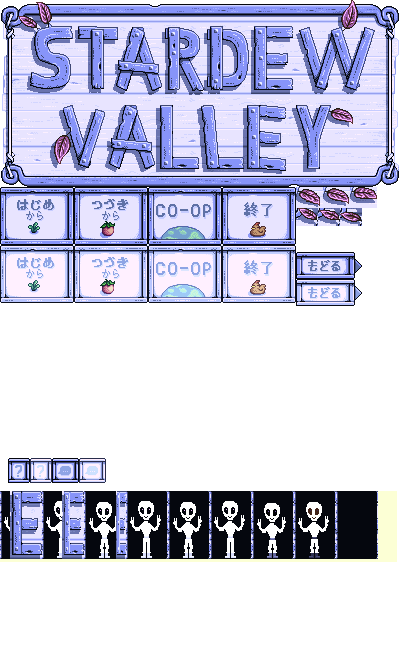 STARDEW
VALLEY
はじめ から
つづき から
CO-OP
終了
はじめ から
つづき から
CO-OP
終了
もどる
もどる
? ?
E E